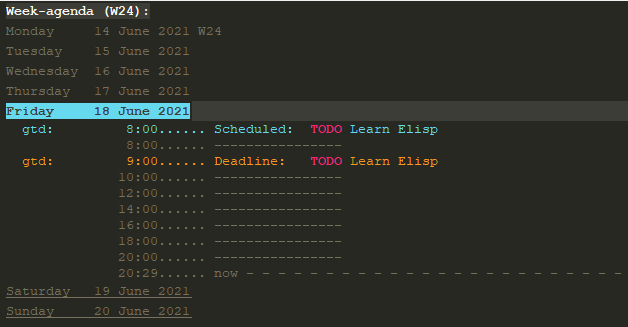 Week-agenda (W24):
Monday     14 June 2021 W24
Tuesday    15 June 2021
Wednesday  16 June 2021
Thursday   17 June 2021
Friday     18 June 2021
  gtd:         8:00...... Scheduled:  TODO Learn Elisp
               8:00...... ----------------
  gtd:         9:00...... Deadline:   TODO Learn Elisp
              10:00...... ----------------
              12:00...... ----------------
              14:00...... ----------------
              16:00...... ----------------
              18:00...... ----------------
              20:00...... ----------------
              20:29...... now - - - - - - - - - - - - - - - - - - - - - - - -
Saturday   19 June 2021
Sunday     20 June 2021